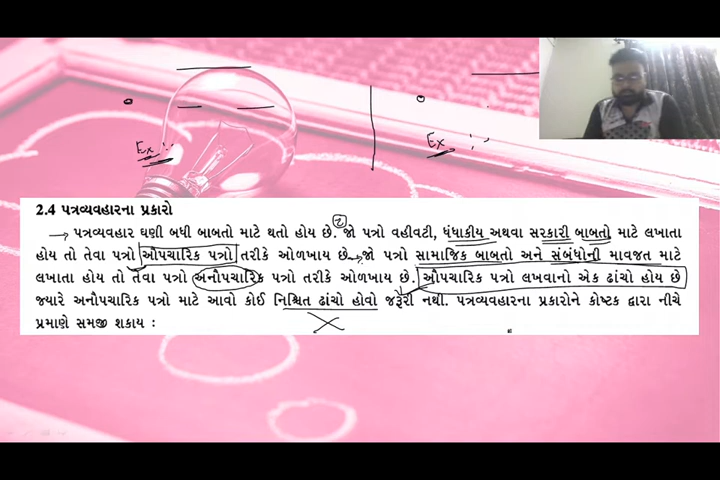 Ex :-
Ex :-
2.4 પત્રવ્યવહારના પ્રકારો
2
→ પત્રવ્યવહાર ઘણી બધી બાબતો માટે થતો હોય છે. જો પત્રો વહીવટી, ધંધાકીય અથવા સરકારી બાબતો માટે લખાતા
હોય તો તેવા પત્રો ઔપચારિક પત્રો તરીકે ઓળખાય છે. જો પત્રો સામાજિક બાબતો અને સંબંધોની માવજત માટે
લખાતા હોય તો તેવા પત્રો અનૌપચારિક પત્રો તરીકે ઓળખાય છે. ઔપચારિક પત્રો લખવાનો એક ઢાંચો હોય છે
જ્યારે અનૌપચારિક પત્રો માટે આવો કોઈ નિશ્ચિત ઢાંચો હોવો જરૂરી નથી. પત્રવ્યવહારના પ્રકારોને કોષ્ટક દ્વારા નીચે
પ્રમાણે સમજી શકાય :